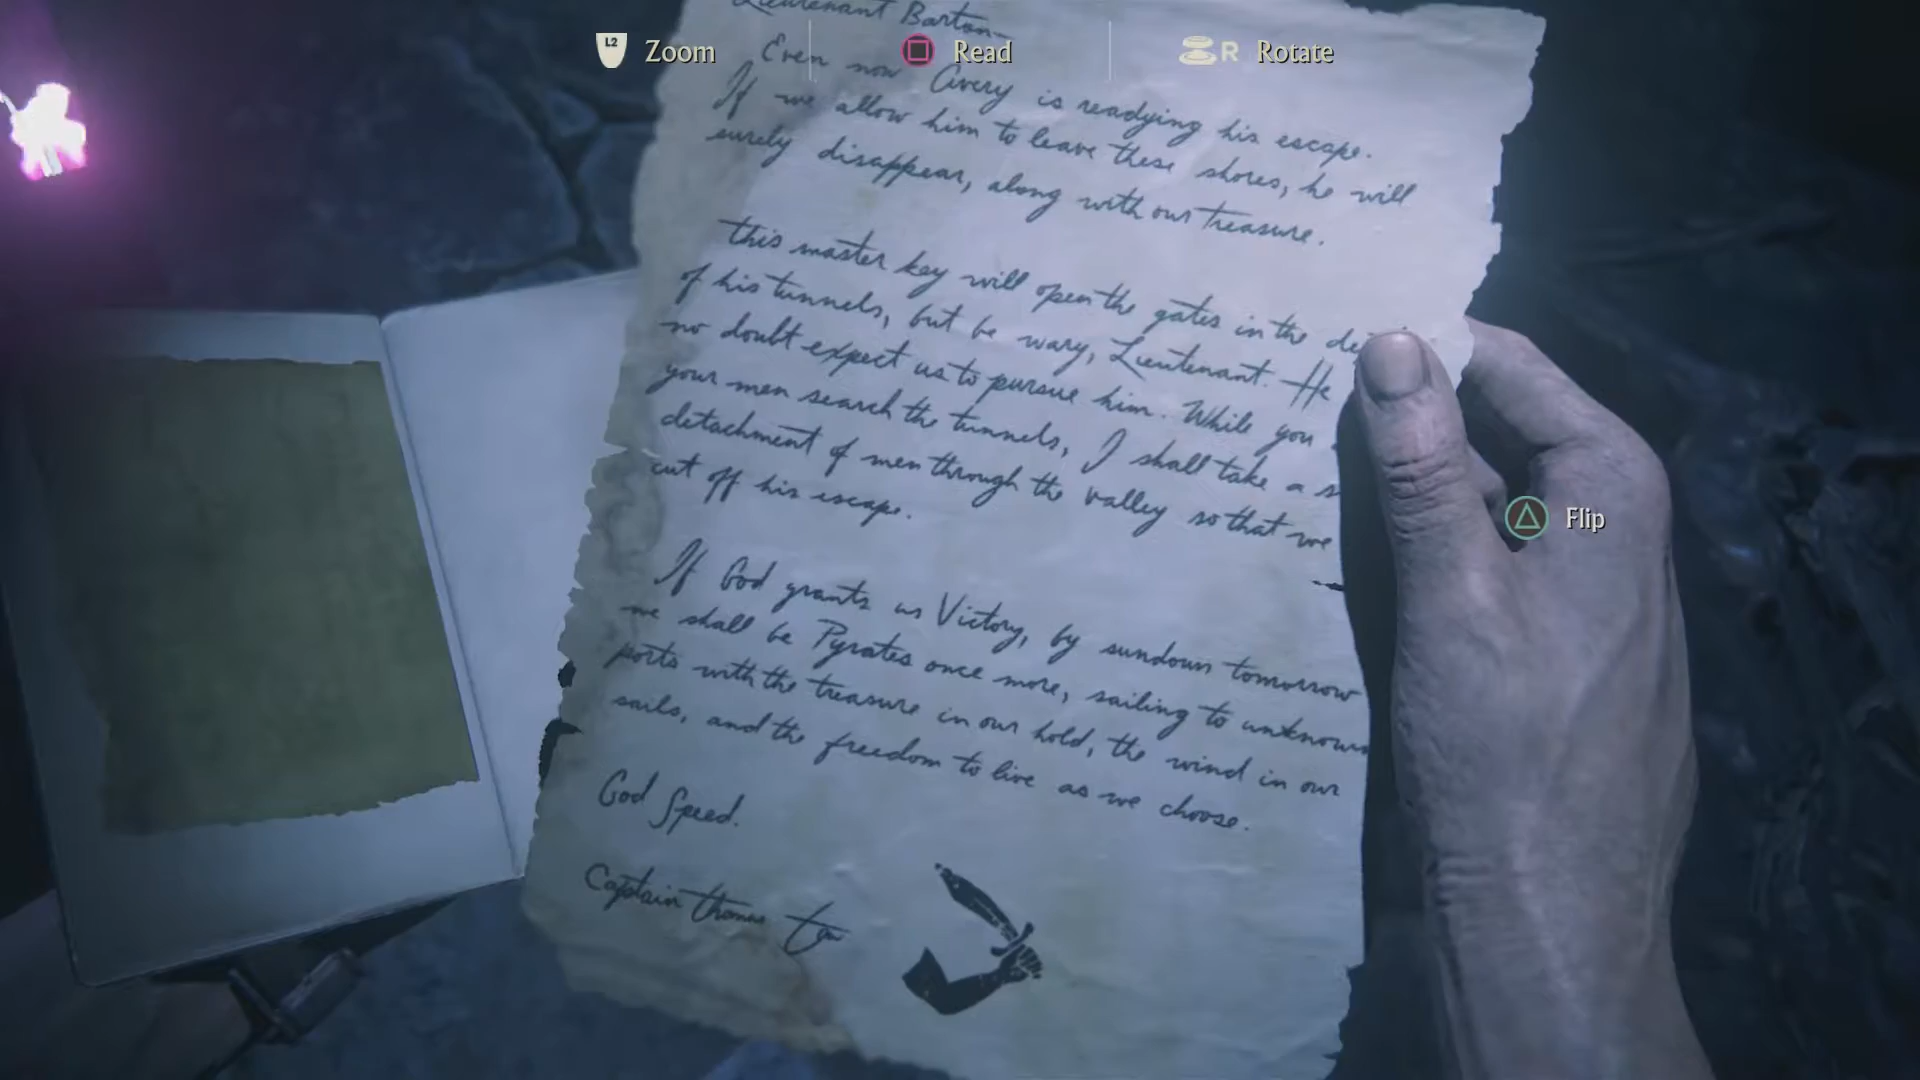 Lieutenant Barton—
L2 Zoom
Read
R Rotate
Even now Avery is readying his escape.
If we allow him to leave these shores, he will
surely disappear, along with our treasure.
this master key will open the gates in the
of his tunnels, but be wary, Lieutenant. He
no doubt expect us to pursue him. While you
your men search the tunnels, I shall take a
detachment of men through the valley so that we
cut off his escape.
Flip
If God grants us Victory, by sundown tomorrow
we shall be Pyrates once more, sailing to unknown
ports with the treasure in our hold, the wind in our
sails, and the freedom to live as we choose.
God Speed.
Captain Thomas Tew